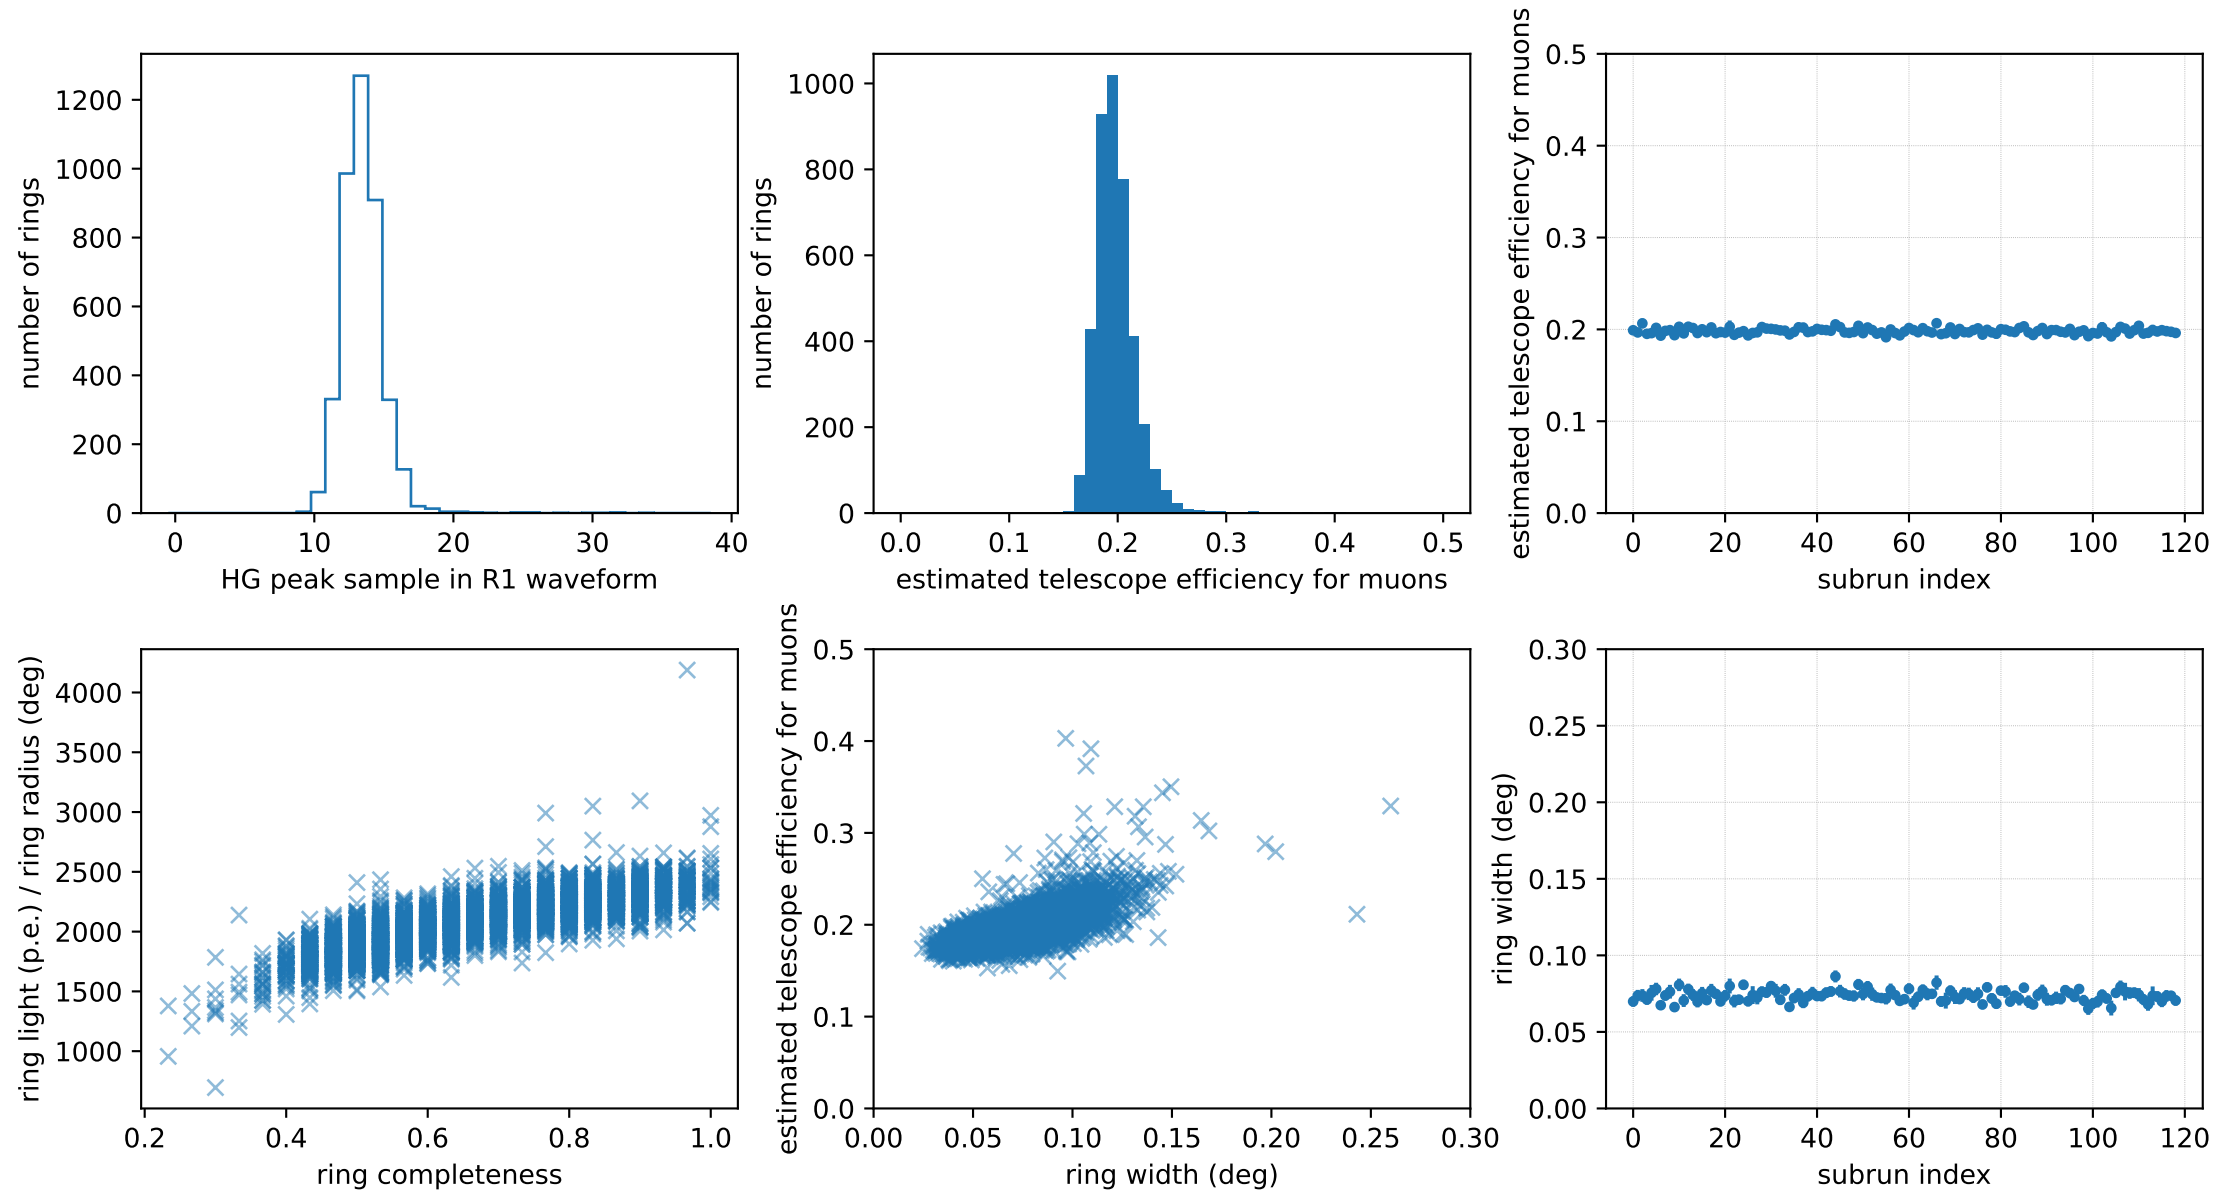 number of rings
1200
1000
800
600
400
200
0
0 10 20 30 40
HG peak sample in R1 waveform
number of rings
1000
800
600
400
200
0
0.0 0.1 0.2 0.3 0.4 0.5
estimated telescope efficiency for muons
estimated telescope efficiency for muons
0.5
0.4
0.3
0.2
0.1
0.0
0 20 40 60 80 100 120
subrun index
ring light (p.e.) / ring radius (deg)
4000
3500
3000
2500
2000
1500
1000
0.2 0.4 0.6 0.8 1.0
ring completeness
estimated telescope efficiency for muons
0.5
0.4
0.3
0.2
0.1
0.0
0.00 0.05 0.10 0.15 0.20 0.25 0.30
ring width (deg)
ring width (deg)
0.30
0.25
0.20
0.15
0.10
0.05
0.00
0 20 40 60 80 100 120
subrun index